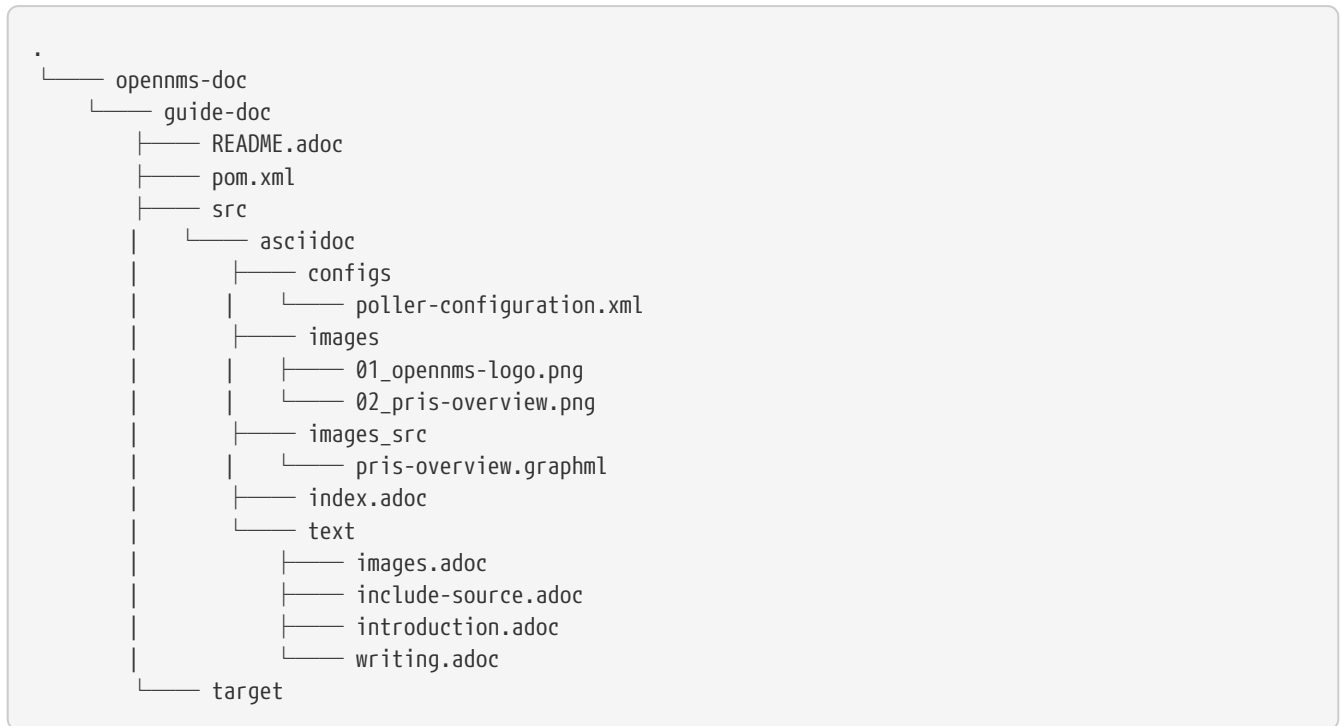 .
└── opennms-doc
    └── guide-doc
        ├── README.adoc
        ├── pom.xml
        ├── src
        |   └── asciidoc
        |       ├── configs
        |       |   └── poller-configuration.xml
        |       ├── images
        |       |   ├── 01_opennms-logo.png
        |       |   └── 02_pris-overview.png
        |       ├── images_src
        |       |   └── pris-overview.graphml
        |       ├── index.adoc
        |       └── text
        |           ├── images.adoc
        |           ├── include-source.adoc
        |           ├── introduction.adoc
        |           └── writing.adoc
        └── target